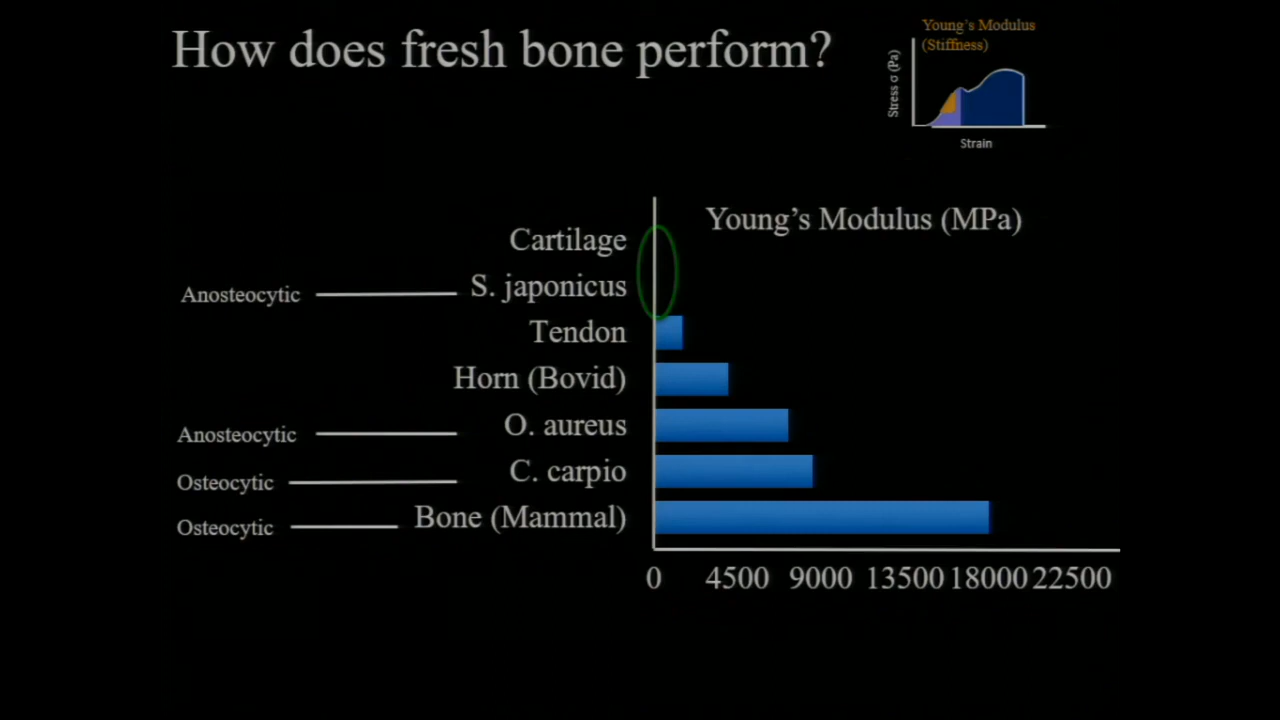 How does fresh bone perform?
Young's Modulus
(Stiffness)
Stress σ (Pa)
Strain
Young's Modulus (MPa)
Cartilage
Anosteocytic S. japonicus
Tendon
Horn (Bovid)
Anosteocytic O. aureus
Osteocytic C. carpio
Osteocytic Bone (Mammal)
0 4500 9000 13500 18000 22500